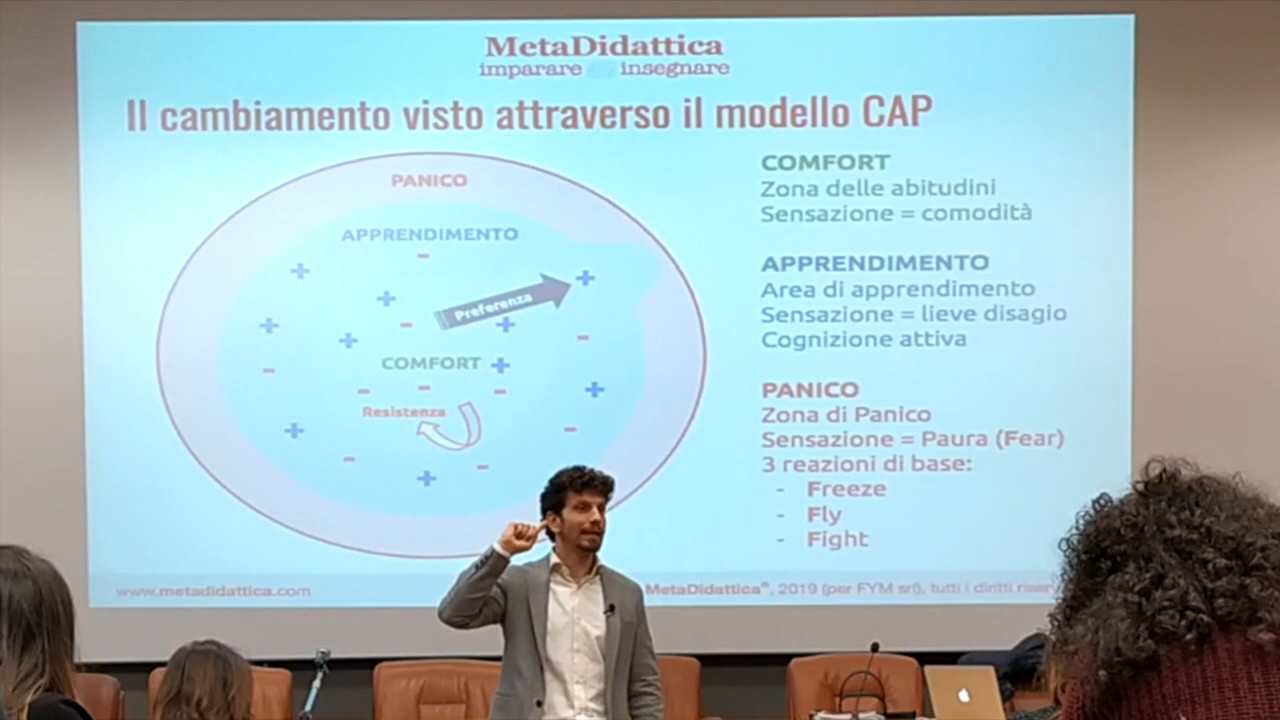 MetaDidattica
imparare insegnare
Il cambiamento visto attraverso il modello CAP
PANICO
APPRENDIMENTO
Preferenza
COMFORT
Resistenza
COMFORT
Zona delle abitudini
Sensazione = comodità
APPRENDIMENTO
Area di apprendimento
Sensazione = lieve disagio
Cognizione attiva
PANICO
Zona di Panico
Sensazione = Paura (Fear)
3 reazioni di base:
- Freeze
- Fly
- Fight
www.metadidattica.com
MetaDidattica®, 2019 (per FYM srl), tutti i diritti